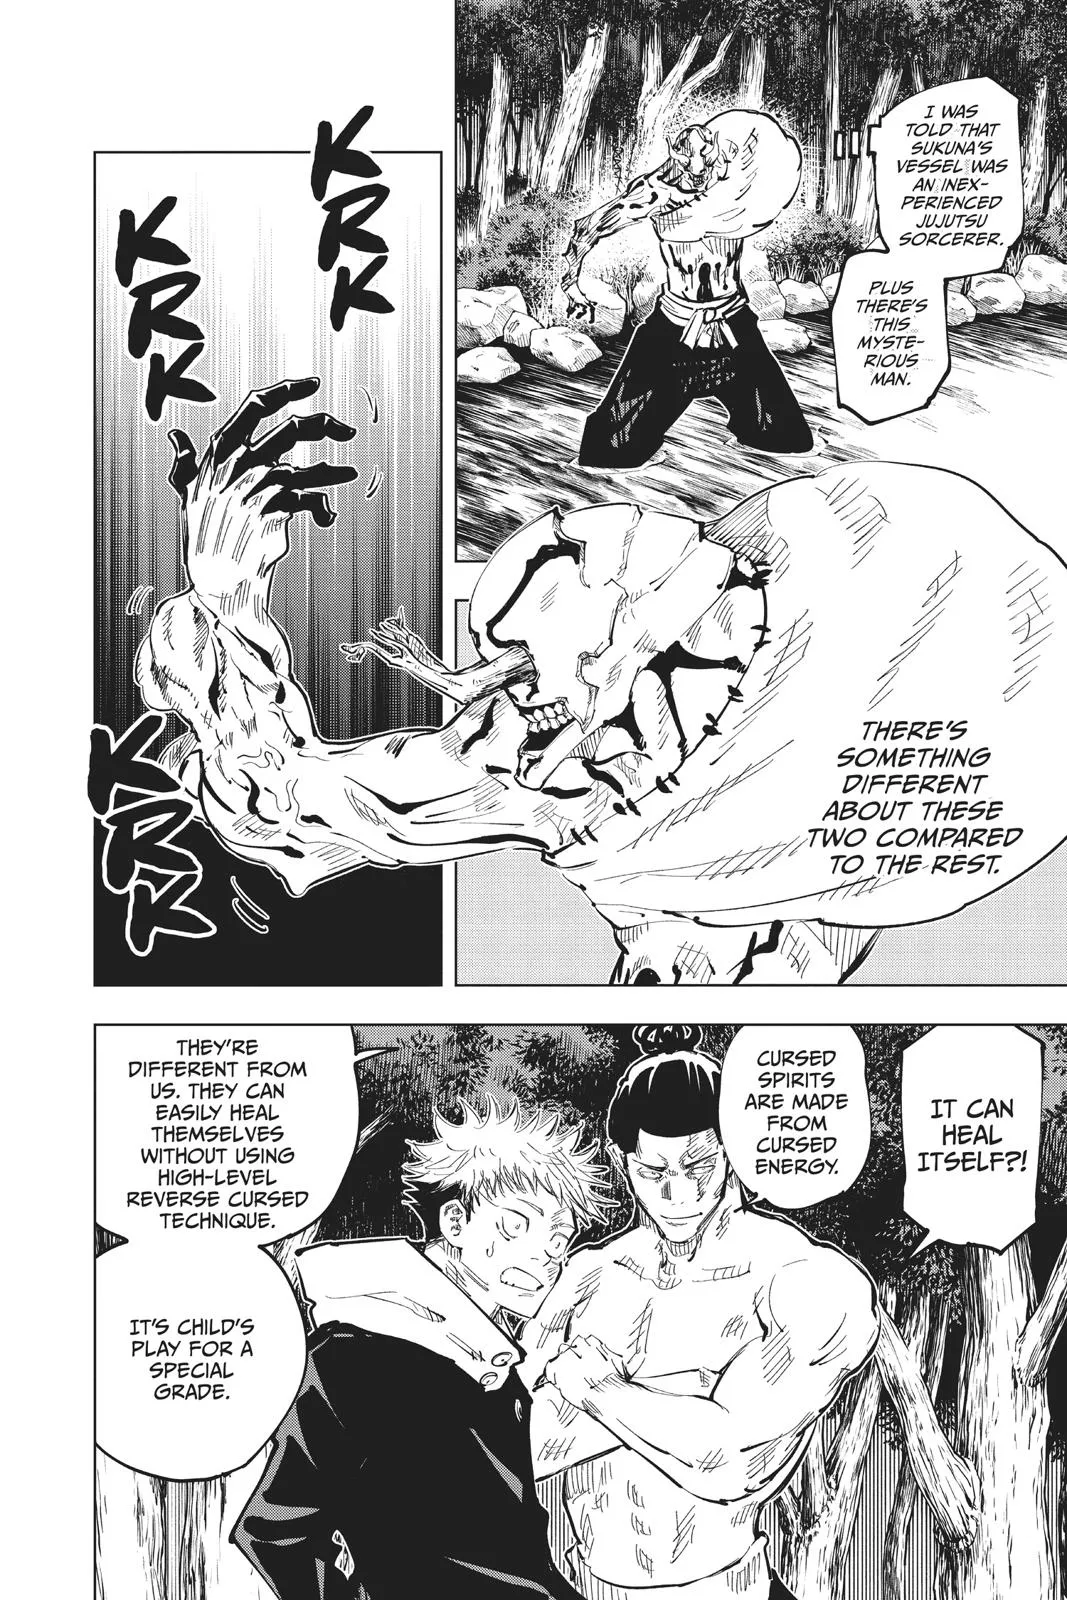 I WAS
TOLD THAT
SUKUNA'S
VESSEL WAS
AN INEX-
PERIENCED
JUJUTSU
SORCERER.
PLUS
THERE'S
THIS
MYSTE-
RIOUS
MAN.
KRK
KRK
KRK
THERE'S
SOMETHING
DIFFERENT
ABOUT THESE
TWO COMPARED
TO THE REST.
IT CAN
HEAL
ITSELF?!
CURSED
SPIRITS
ARE MADE
FROM
CURSED
ENERGY.
THEY'RE
DIFFERENT FROM
US. THEY CAN
EASILY HEAL
THEMSELVES
WITHOUT USING
HIGH-LEVEL
REVERSE CURSED
TECHNIQUE.
IT'S CHILD'S
PLAY FOR A
SPECIAL
GRADE.